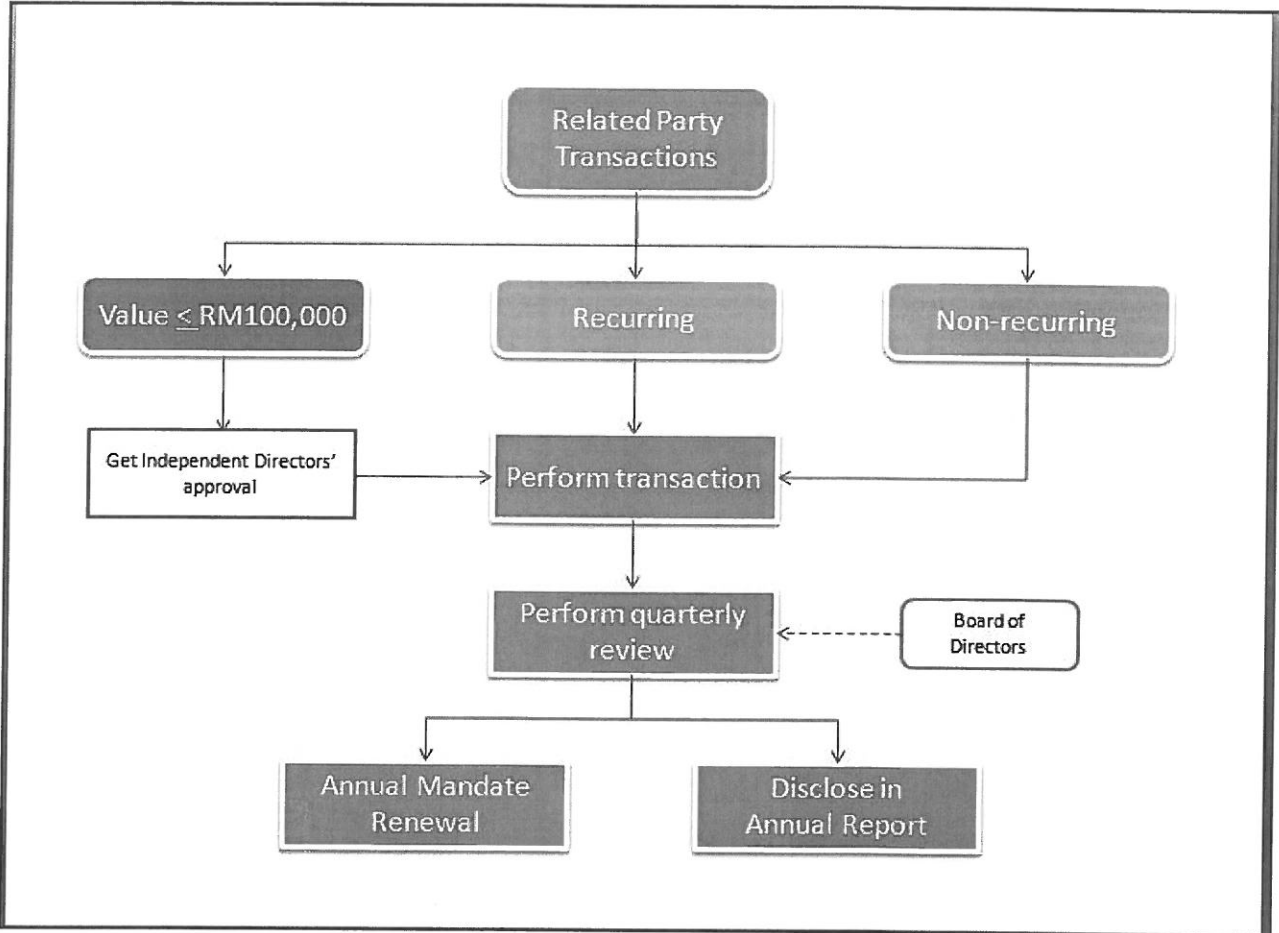 Related Party
Transactions
Value ≤ RM100,000
Recurring
Non-recurring
Get Independent Directors'
approval
Perform transaction
Perform quarterly
review
Board of
Directors
Annual Mandate
Renewal
Disclose in
Annual Report